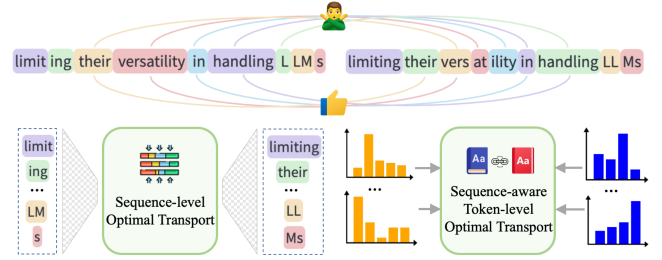 limit ing their versatility in handling L LM s
limiting their vers at ility in handling LL Ms
limit
ing
...
LM
s
Sequence-level
Optimal Transport
limiting
their
...
LL
Ms
...
Aa
Aa
Sequence-aware
Token-level
Optimal Transport
...